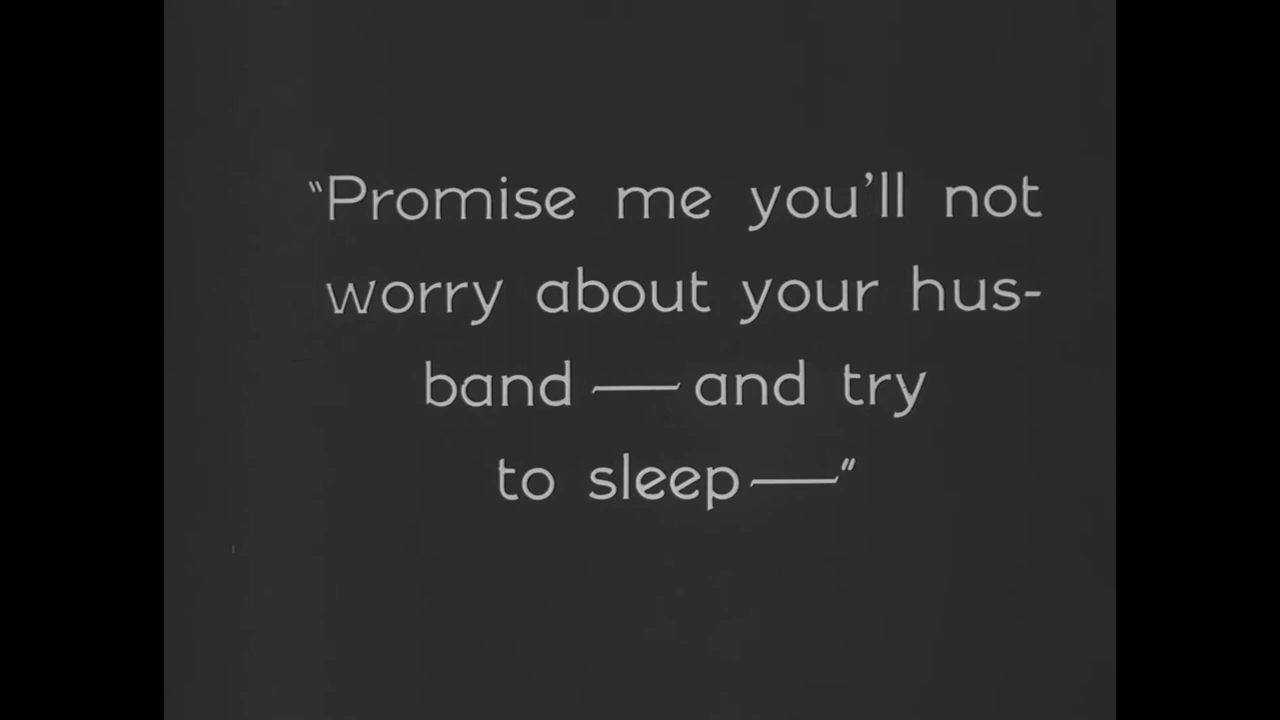 “Promise me you’ll not
worry about your hus-
band — and try
to sleep —”